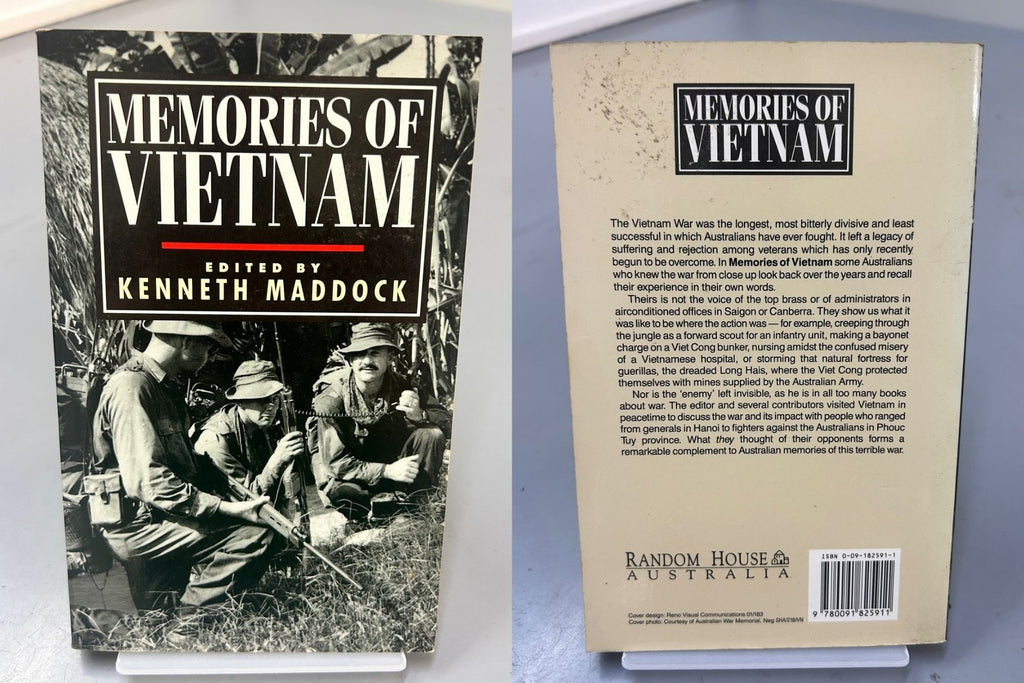 MEMORIES OF
VIETNAM
EDITED BY
KENNETH MADDOCK
MEMORIES OF
VIETNAM
The Vietnam War was the longest, most bitterly divisive and least
successful in which Australians have ever fought. It left a legacy of
suffering and rejection among veterans which has only recently
begun to be overcome. In Memories of Vietnam some Australians
who knew the war from close up look back over the years and recall
their experience in their own words.
Theirs is not the voice of the top brass or of administrators in
airconditioned offices in Saigon or Canberra. They show us what it
was like to be where the action was — for example, creeping through
the jungle as a forward scout for an infantry unit, making a bayonet
charge on a Viet Cong bunker, nursing amidst the confused misery
of a Vietnamese hospital, or storming that natural fortress for
guerillas, the dreaded Long Hais, where the Viet Cong protected
themselves with mines supplied by the Australian Army.
Nor is the 'enemy' left invisible, as he is in all too many books
about war. The editor and several contributors visited Vietnam in
peacetime to discuss the war and its impact with people who ranged
from generals in Hanoi to fighters against the Australians in Phouc
Tuy province. What they thought of their opponents forms a
remarkable complement to Australian memories of this terrible war.
RANDOM HOUSE
AUSTRALIA
ISBN 0-09-182591-1
9 780091 825911
Cover design: Reno Visual Communications 01/183
Cover photo: Courtesy of Australian War Memorial, Neg SHA/218/VN